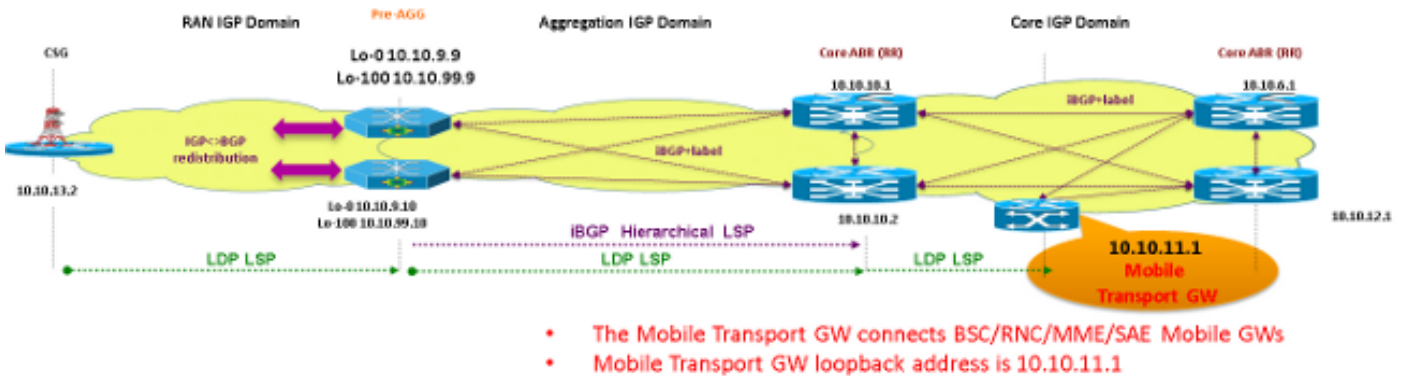 RAN IGP Domain
Pre-AGG
Aggregation IGP Domain
Core IGP Domain
CSG
Lo-0 10.10.9.9
Lo-100 10.10.99.9
Core ABR (RR)
Core ABR (RR)
10.10.10.1
10.10.6.1
iBGP+label
IGP<>BGP
redistribution
iBGP+label
10.10.13.2
Lo-0 10.10.9.10
Lo-100 10.10.99.10
10.10.10.2
10.10.12.1
iBGP Hierarchical LSP
LDP LSP
LDP LSP
LDP LSP
10.10.11.1
Mobile
Transport GW
• The Mobile Transport GW connects BSC/RNC/MME/SAE Mobile GWs
• Mobile Transport GW loopback address is 10.10.11.1